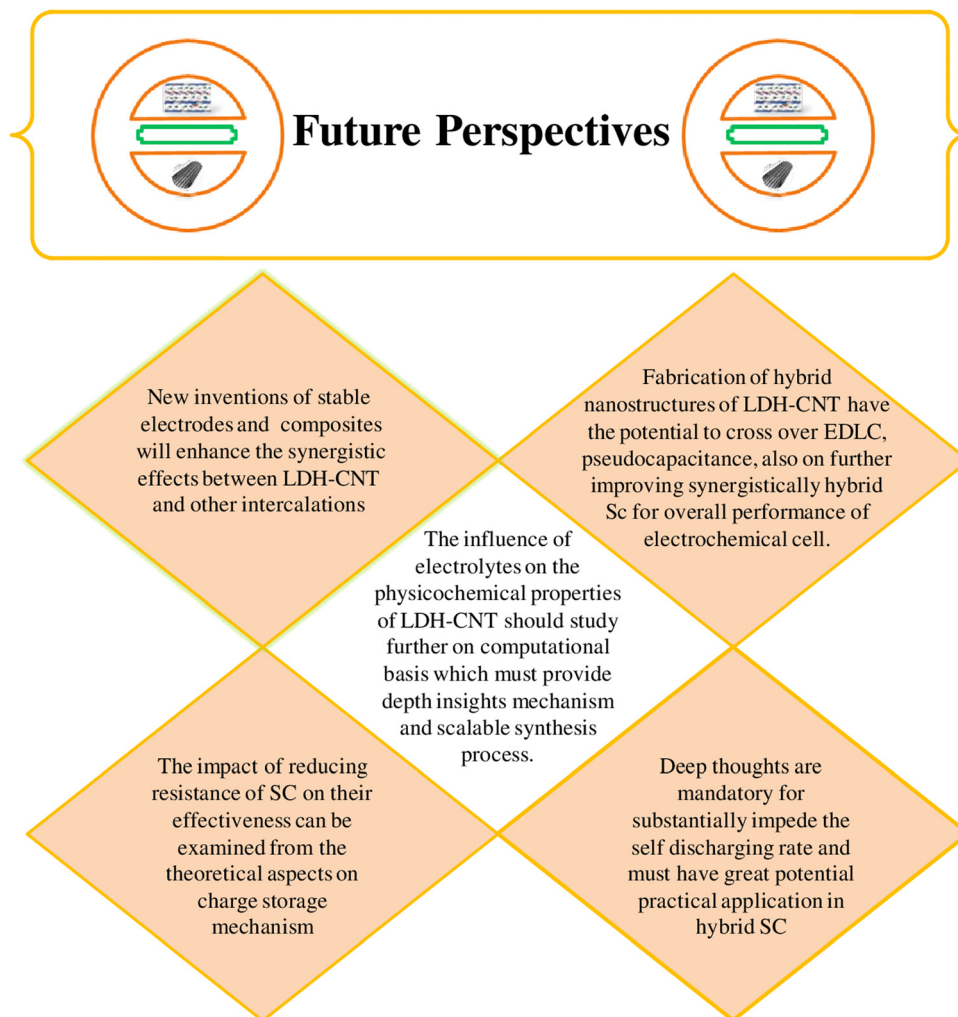 Future Perspectives
New inventions of stable
electrodes and composites
will enhance the synergistic
effects between LDH-CNT
and other intercalations
Fabrication of hybrid
nanostructures of LDH-CNT have
the potential to cross over EDLC,
pseudocapacitance, also on further
improving synergistically hybrid
Sc for overall performance of
electrochemical cell.
The influence of
electrolytes on the
physicochemical properties
of LDH-CNT should study
further on computational
basis which must provide
depth insights mechanism
and scalable synthesis
process.
The impact of reducing
resistance of SC on their
effectiveness can be
examined from the
theoretical aspects on
charge storage
mechanism
Deep thoughts are
mandatory for
substantially impede the
self discharging rate and
must have great potential
practical application in
hybrid SC